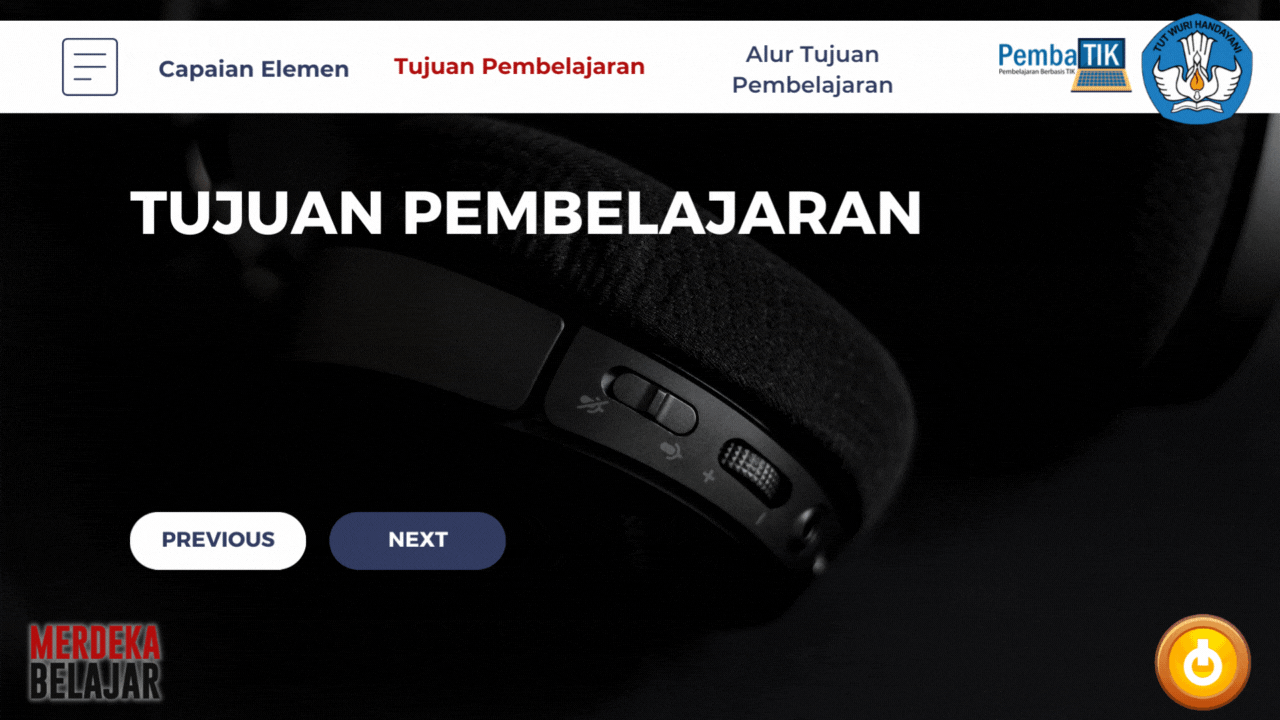 Capaian Elemen
Tujuan Pembelajaran
Alur Tujuan
Pembelajaran
PembaTIK
Pembelajaran Berbasis TIK
TUT WURI HANDAYANI
TUJUAN PEMBELAJARAN
PREVIOUS
NEXT
MERDEKA
BELAJAR